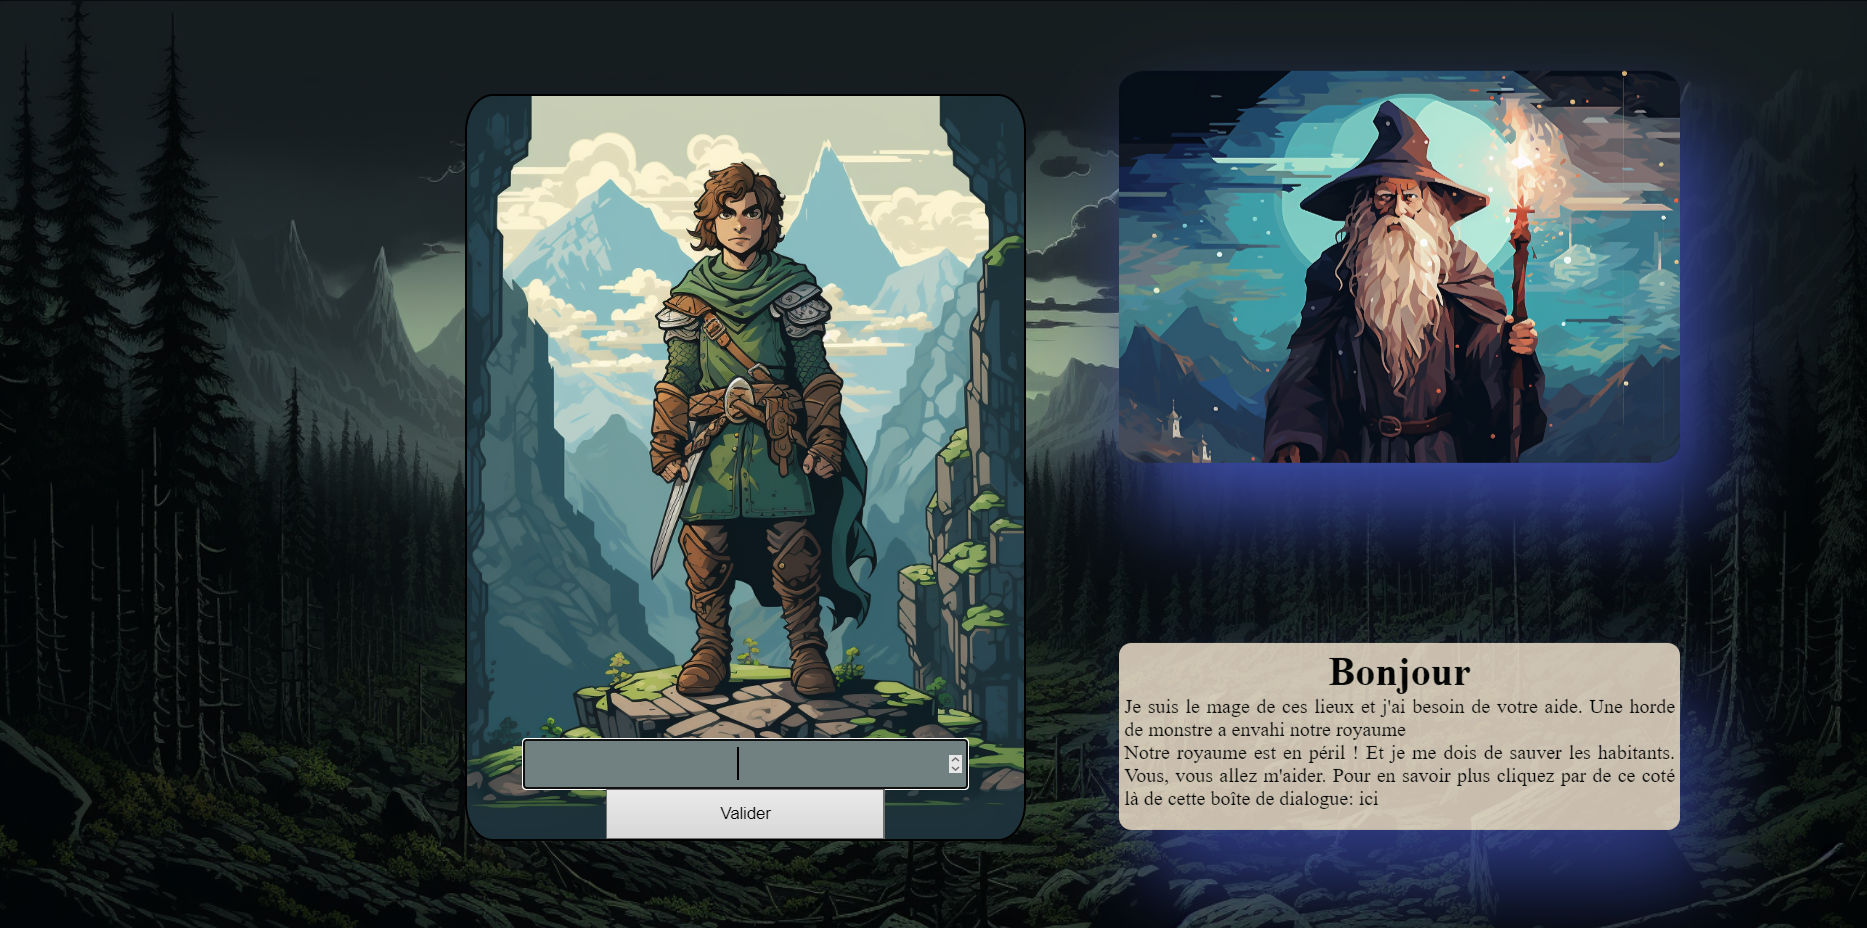 Valider
Bonjour
Je suis le mage de ces lieux et j'ai besoin de votre aide. Une horde
de monstre a envahi notre royaume
Notre royaume est en péril ! Et je me dois de sauver les habitants.
Vous, vous allez m'aider. Pour en savoir plus cliquez par de ce coté
là de cette boîte de dialogue: ici